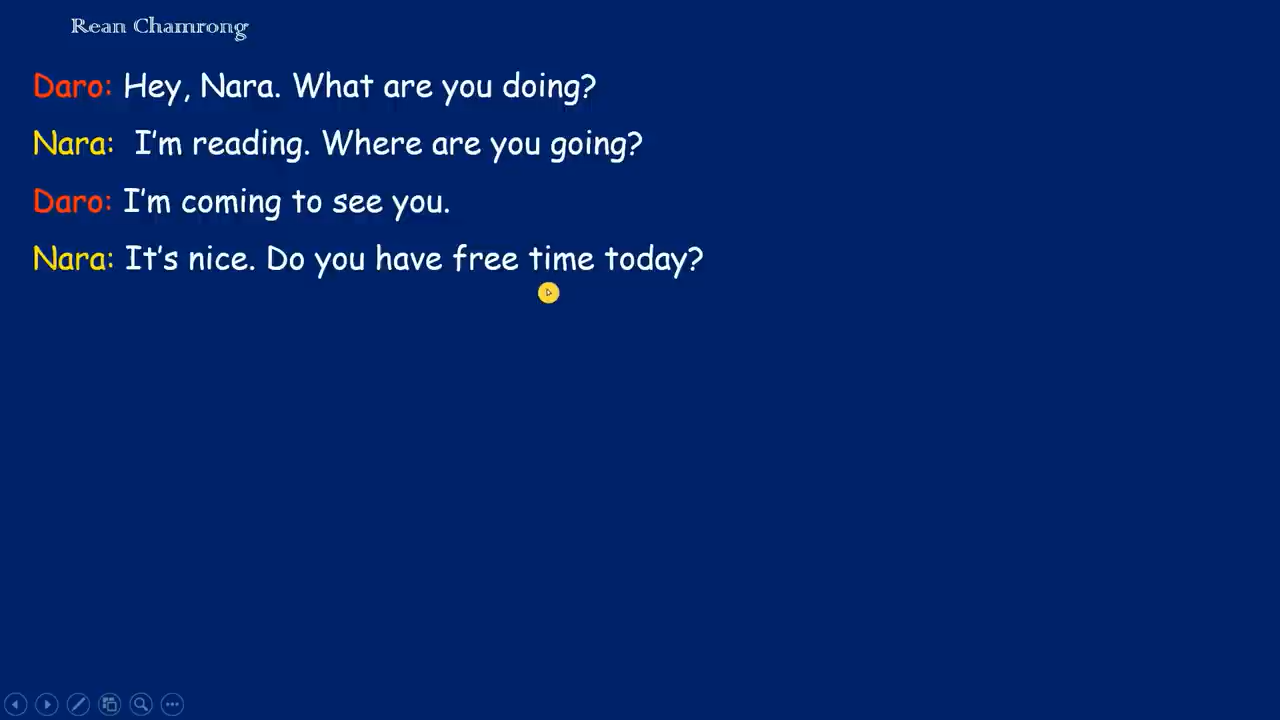 Rean Chamrong
Daro: Hey, Nara. What are you doing?
Nara: I'm reading. Where are you going?
Daro: I'm coming to see you.
Nara: It's nice. Do you have free time today?